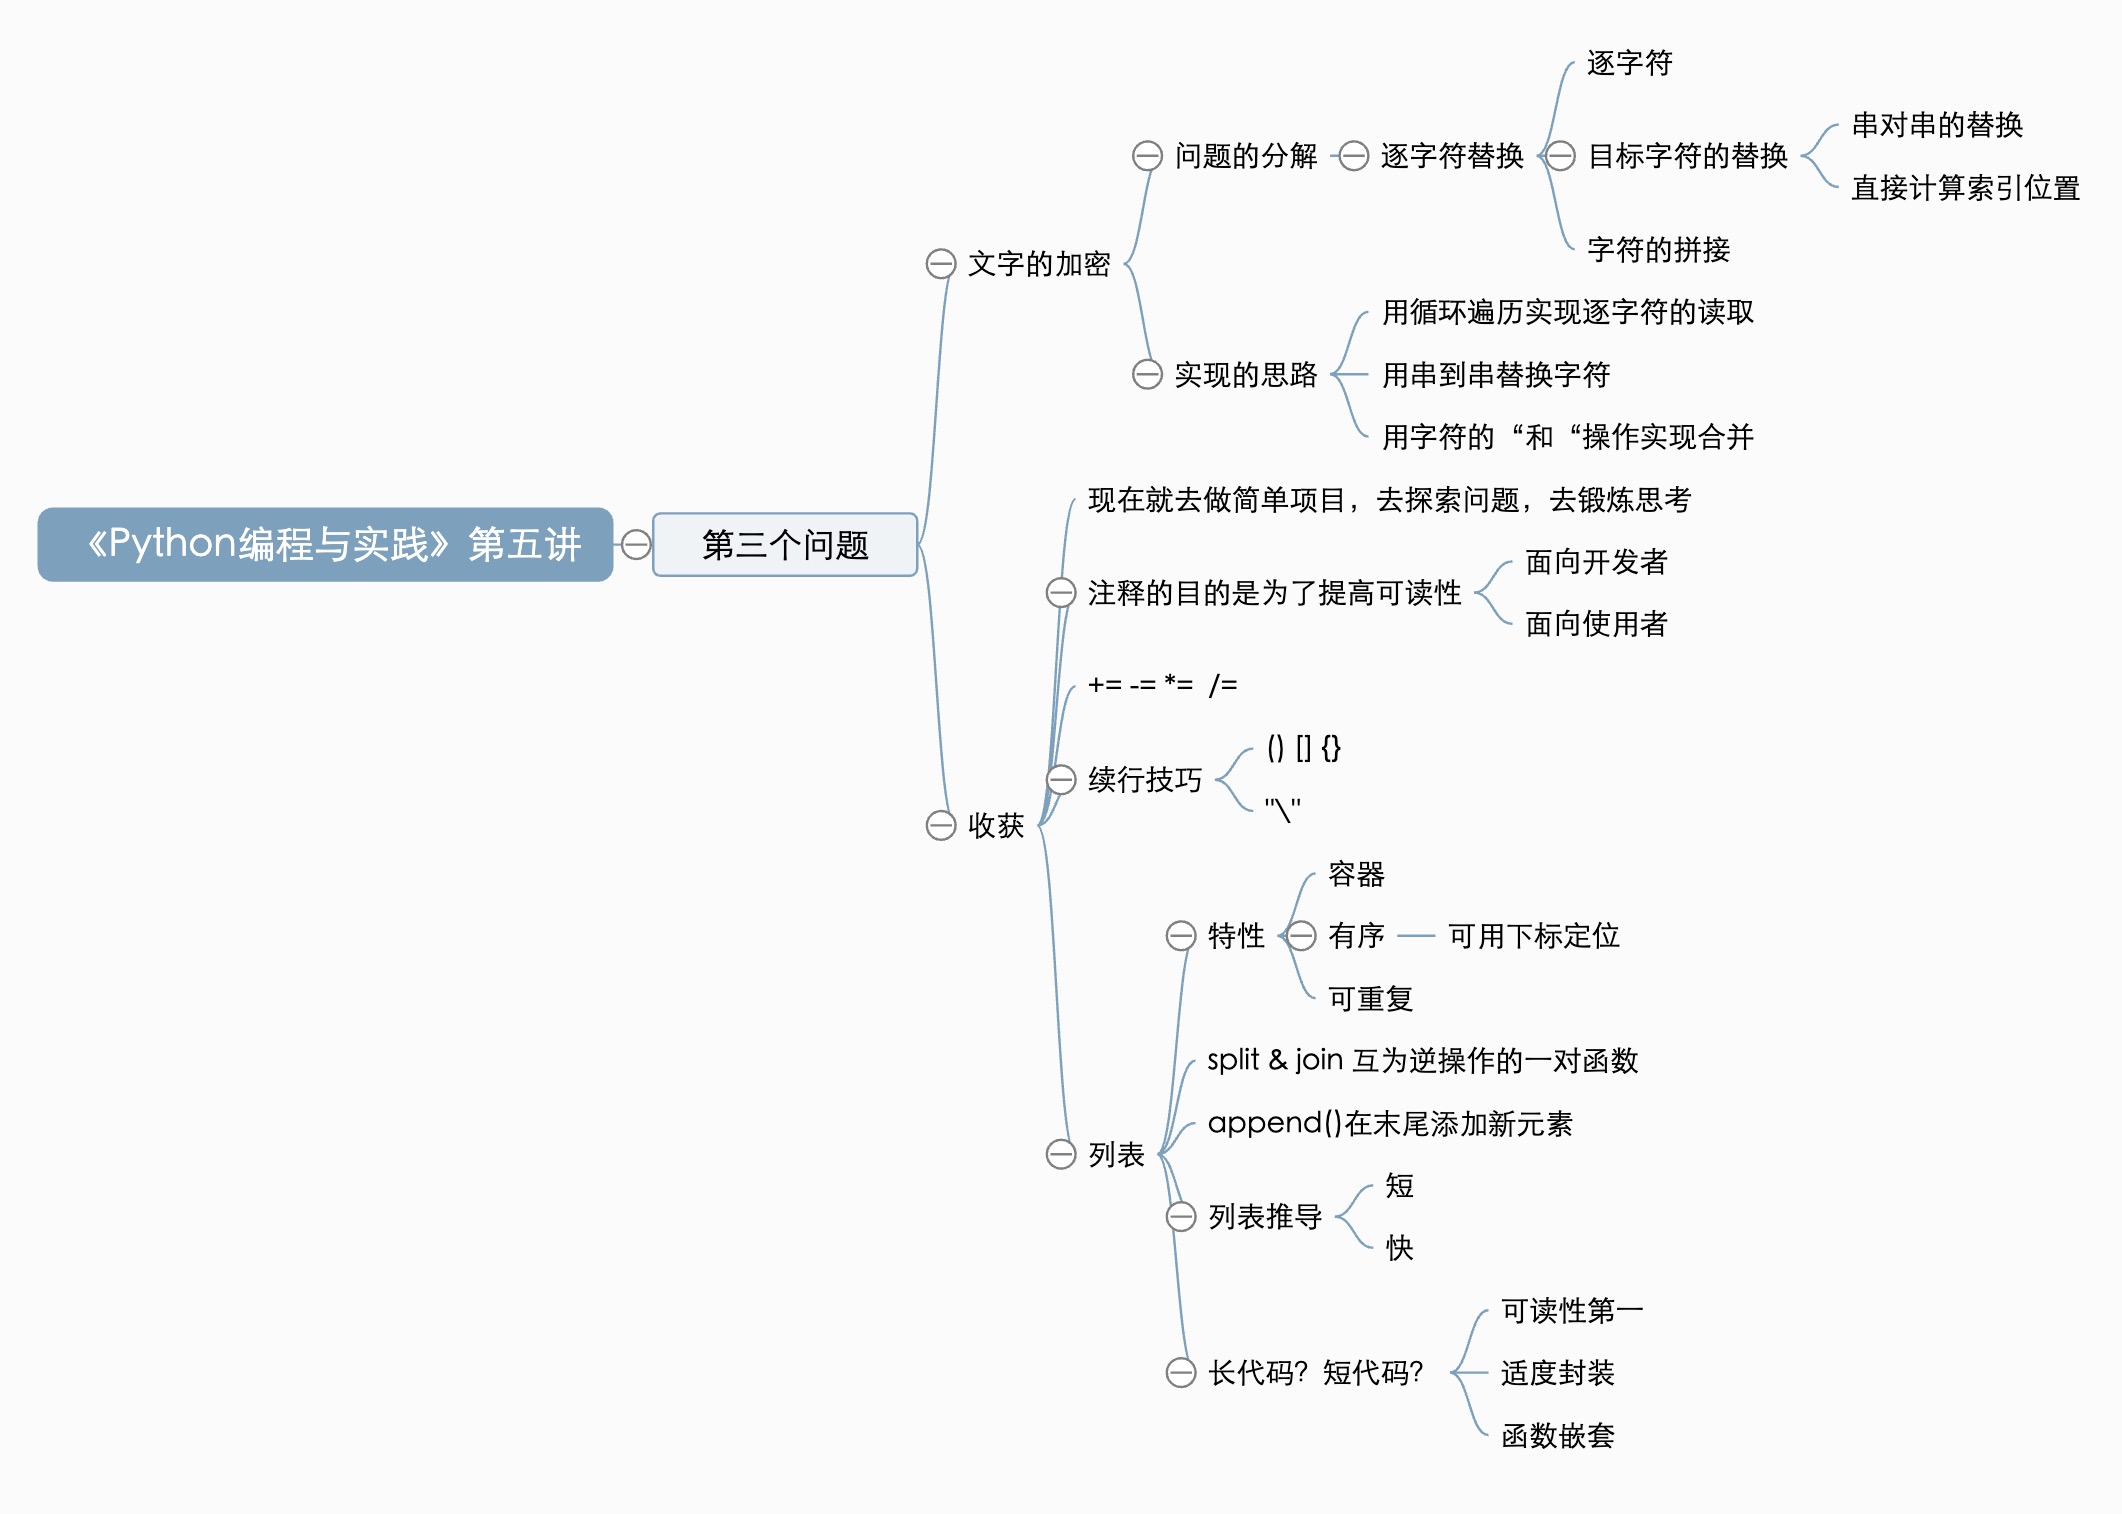 《Python编程与实践》第五讲
第三个问题
文字的加密
问题的分解
逐字符替换
逐字符
目标字符的替换
串对串的替换
直接计算索引位置
字符的拼接
实现的思路
用循环遍历实现逐字符的读取
用串到串替换字符
用字符的“和“操作实现合并
收获
现在就去做简单项目，去探索问题，去锻炼思考
注释的目的是为了提高可读性
面向开发者
面向使用者
+= -= *=  /=
续行技巧
() [] {}
"\"
列表
特性
容器
有序
可用下标定位
可重复
split & join 互为逆操作的一对函数
append()在末尾添加新元素
列表推导
短
快
长代码？短代码？
可读性第一
适度封装
函数嵌套